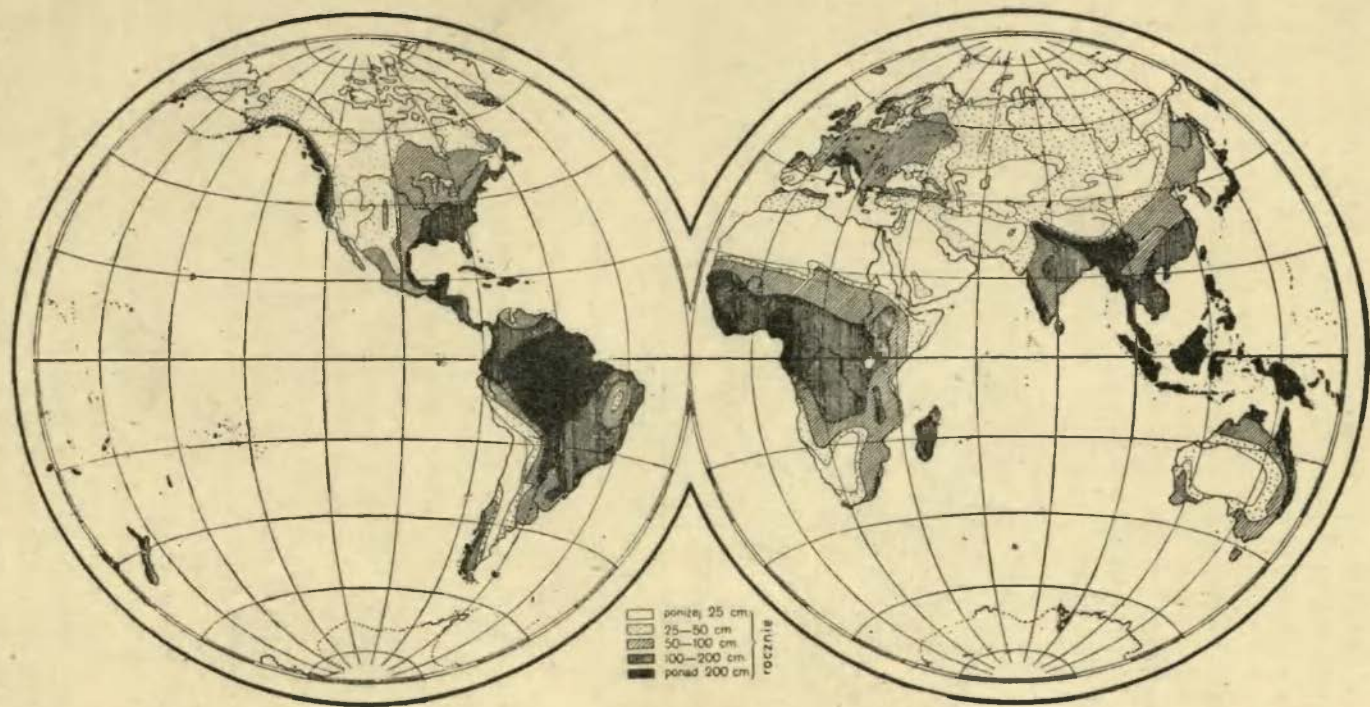 poniżej 25 cm
25—50 cm
50—100 cm
100—200 cm
ponad 200 cm
rocznie